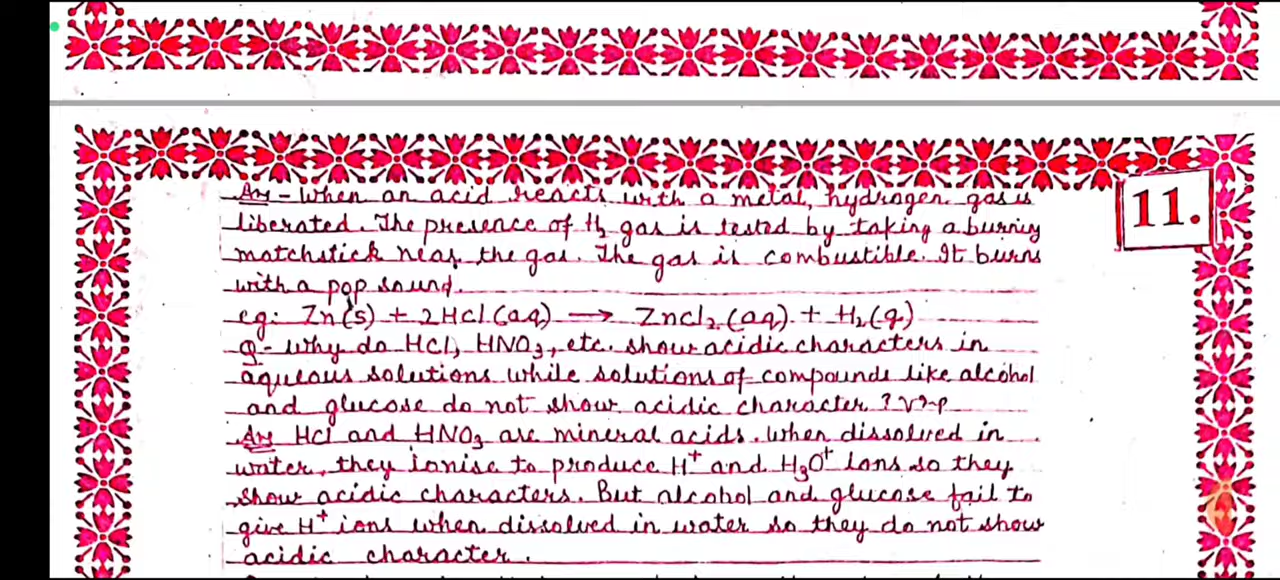 11.
Ans - When an acid reacts with a metal, hydrogen gas is
liberated. The presence of H₂ gas is tested by taking a burning
matchstick near the gas. The gas is combustible. It burns
with a pop sound.
eg: Zn(s) + 2HCl(aq) → ZnCl₂(aq) + H₂(g)
Q- Why do HCl, HNO₃, etc. show acidic characters in
aqueous solutions while solutions of compounds like alcohol
and glucose do not show acidic character ?
Ans HCl and HNO₃ are mineral acids. When dissolved in
water, they ionise to produce H⁺ and H₃O⁺ Ions so they
show acidic characters. But alcohol and glucose fail to
give H⁺ ions when dissolved in water so they do not show
acidic character.